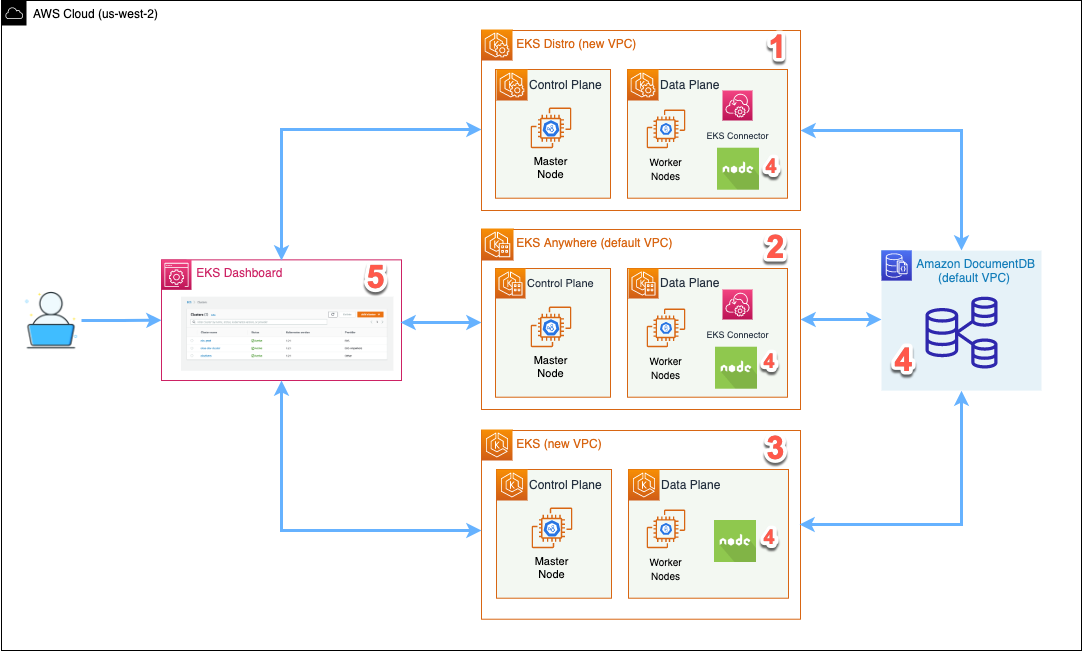 AWS Cloud (us-west-2)
EKS Distro (new VPC)
1
Control Plane
Master
Node
Data Plane
EKS Connector
Worker
Nodes
node
4
EKS Anywhere (default VPC)
2
Control Plane
Master
Node
Data Plane
EKS Connector
Worker
Nodes
node
4
EKS (new VPC)
3
Control Plane
Master
Node
Data Plane
Worker
Nodes
node
4
EKS Dashboard
5
Clusters
Amazon DocumentDB
(default VPC)
4